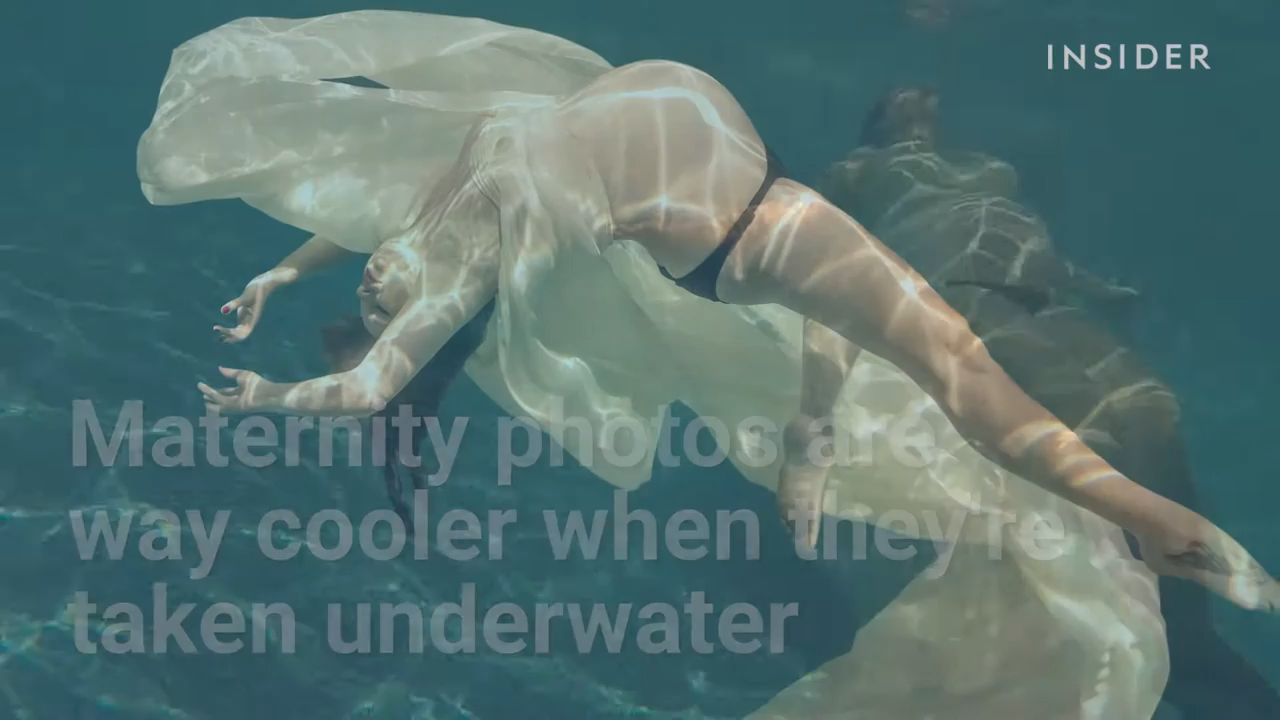 INSIDER
Maternity photos are
way cooler when they're
taken underwater